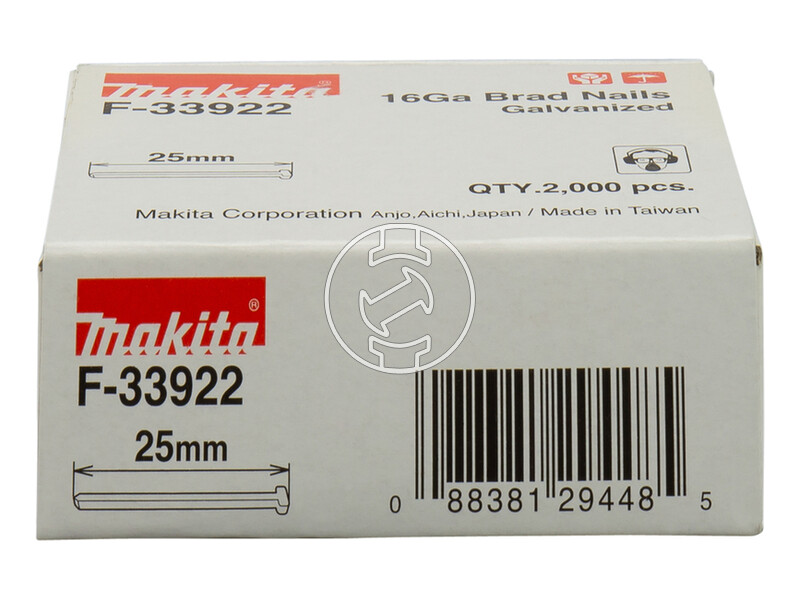 Makita®
F-33922
16Ga Brad Nails
Galvanized
25mm
QTY.2,000 pcs.
Makita Corporation Anjo,Aichi,Japan / Made in Taiwan
Makita®
F-33922
25mm
0 88381 29448 5